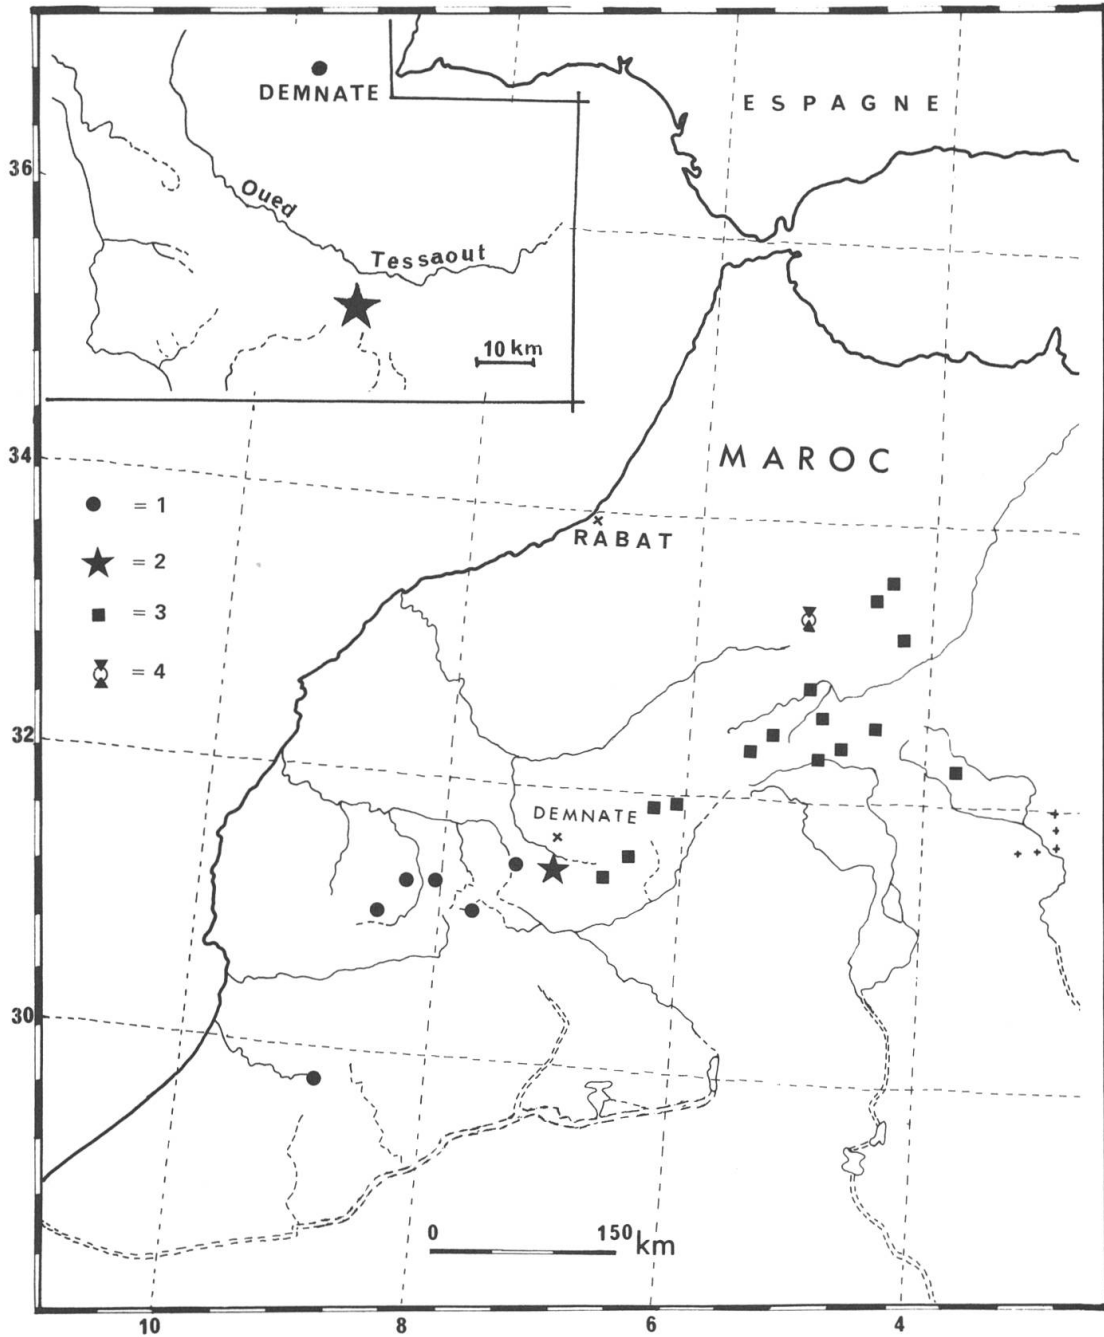 DEMNATE
ESPAGNE
36
Oued
Tessaout
10 km
34
MAROC
= 1
RABAT
= 2
= 3
= 4
32
DEMNATE
30
0 150 km
10 8 6 4